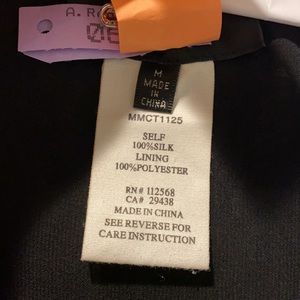 A.R
M
MADE
IN
CHINA
MMCT1125
SELF
100%SILK
LINING
100%POLYESTER
RN# 112568
CA# 29438
MADE IN CHINA
SEE REVERSE FOR
CARE INSTRUCTION